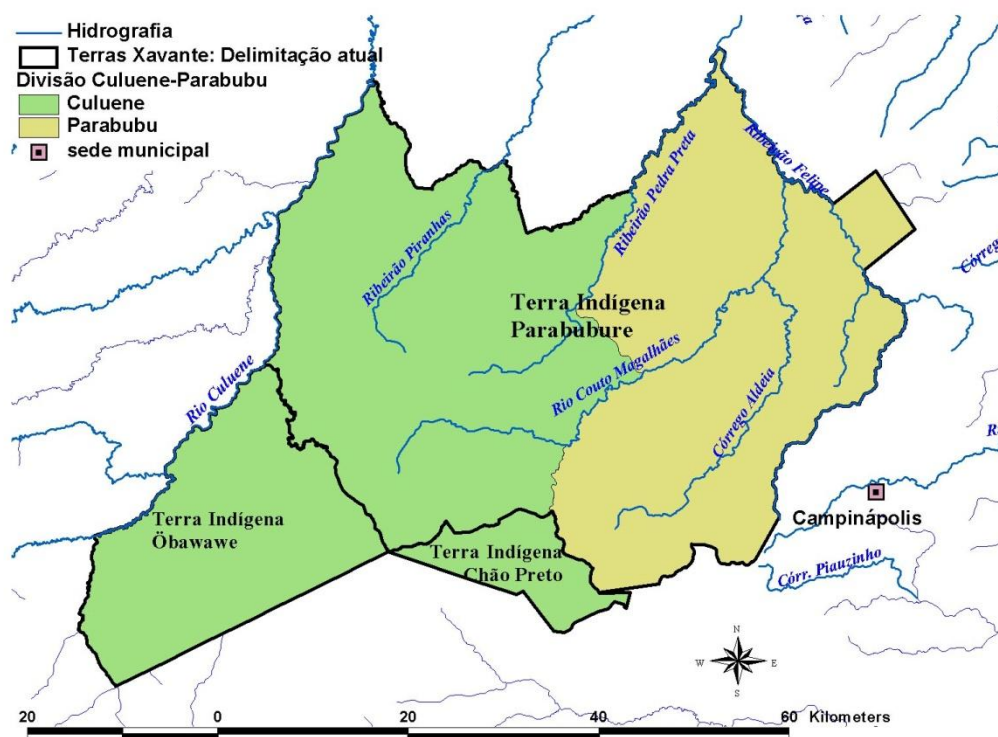 Hidrografia
Terras Xavante: Delimitação atual
Divisão Culuene-Parabubu
Culuene
Parabubu
sede municipal
Ribeirão Felipe
Ribeirão Pedra Preta
Ribeirão Piranhas
Córrego
Terra Indígena
Parabubure
Rio Couto Magalhães
Rio Culuene
Córrego Aldeia
Campinápolis
Terra Indígena
Öbawawe
Terra Indígena
Chão Preto
Córr. Piauzinho
N
W E
S
20 0 20 40 60 Kilometers